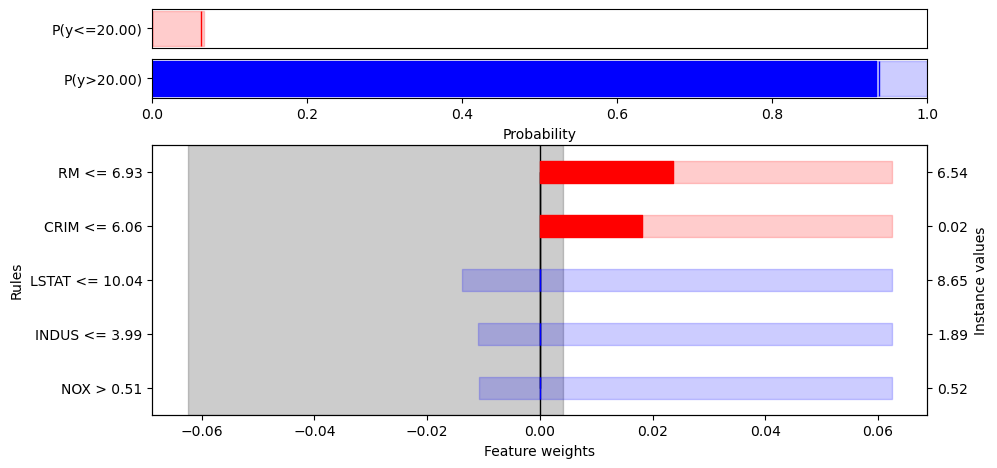 P(y<=20.00)
P(y>20.00)
0.0 0.2 0.4 0.6 0.8 1.0
Probability
Rules
RM <= 6.93 6.54
CRIM <= 6.06 0.02
LSTAT <= 10.04 8.65
INDUS <= 3.99 1.89
NOX > 0.51 0.52
Instance values
−0.06 −0.04 −0.02 0.00 0.02 0.04 0.06
Feature weights